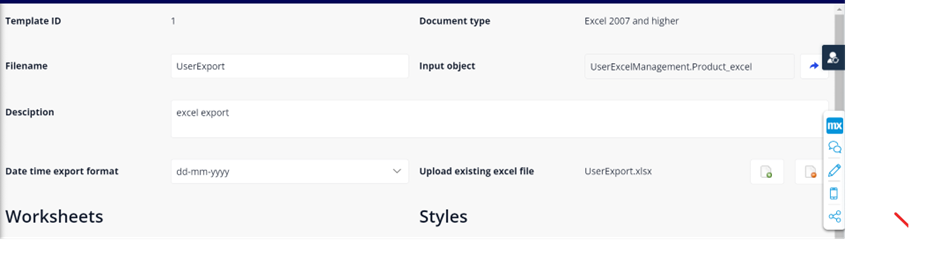 Template ID 1 Document type Excel 2007 and higher
Filename UserExport Input object UserExcelManagement.Product_excel
Desciption excel export
Date time export format dd-mm-yyyy Upload existing excel file UserExport.xlsx
Worksheets Styles
mx